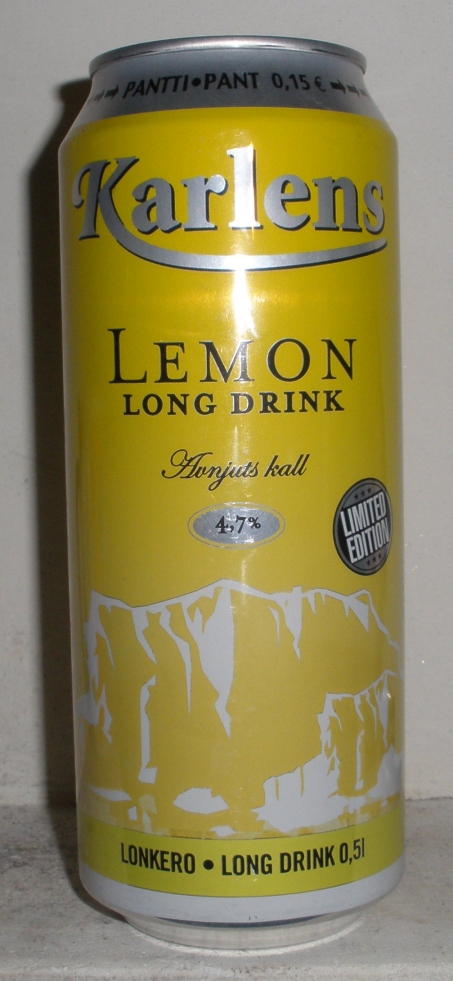 PANTTI•PANT 0,15 €
Karlens
LEMON
LONG DRINK
Avnjuts kall
4,7%
LIMITED
EDITION
LONKERO • LONG DRINK 0,5l